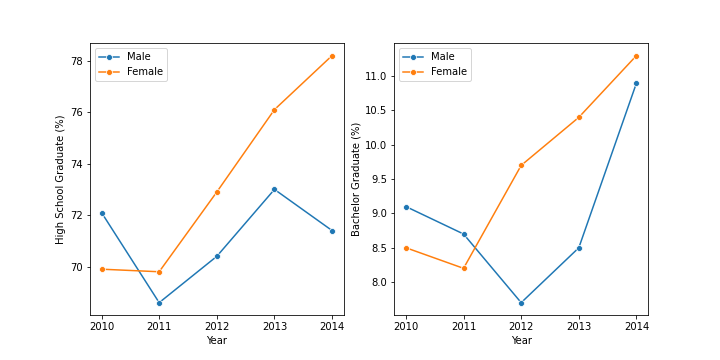 High School Graduate (%)
78
76
74
72
70
Male
Female
2010 2011 2012 2013 2014
Year
Bachelor Graduate (%)
11.0
10.5
10.0
9.5
9.0
8.5
8.0
Male
Female
2010 2011 2012 2013 2014
Year